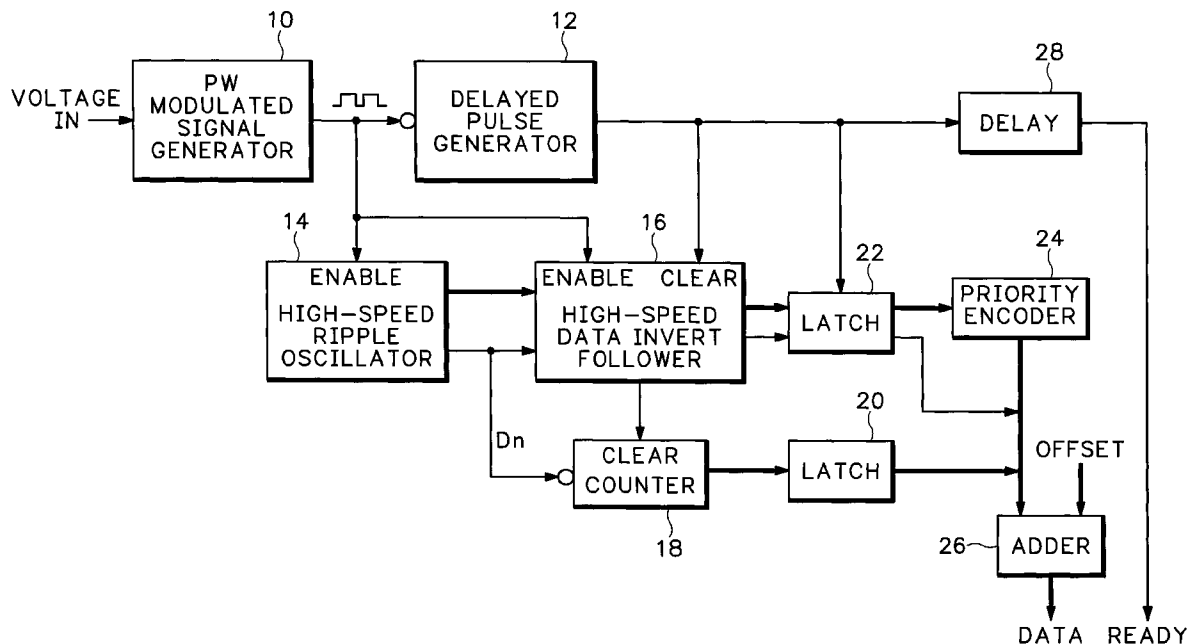 10
12
28
VOLTAGE
IN
PW
MODULATED
SIGNAL
GENERATOR
DELAYED
PULSE
GENERATOR
DELAY
14
16
22
24
ENABLE
HIGH-SPEED
RIPPLE
OSCILLATOR
ENABLE CLEAR
HIGH-SPEED
DATA INVERT
FOLLOWER
LATCH
PRIORITY
ENCODER
Dn
20
CLEAR
COUNTER
LATCH
OFFSET
18
26
ADDER
DATA
READY